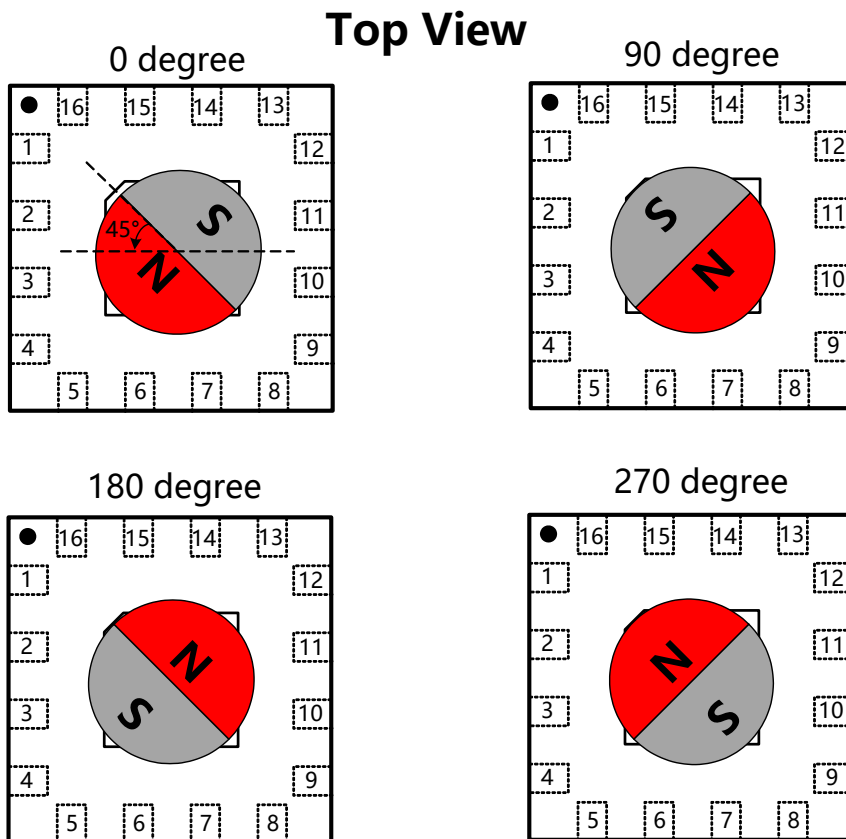 Top View
0 degree
16 15 14 13
1 12
2 S 11
45°
3 N 10
4 9
5 6 7 8
90 degree
16 15 14 13
1 12
2 S 11
3 N 10
4 9
5 6 7 8
180 degree
16 15 14 13
1 12
2 N 11
3 S 10
4 9
5 6 7 8
270 degree
16 15 14 13
1 12
2 N 11
3 S 10
4 9
5 6 7 8